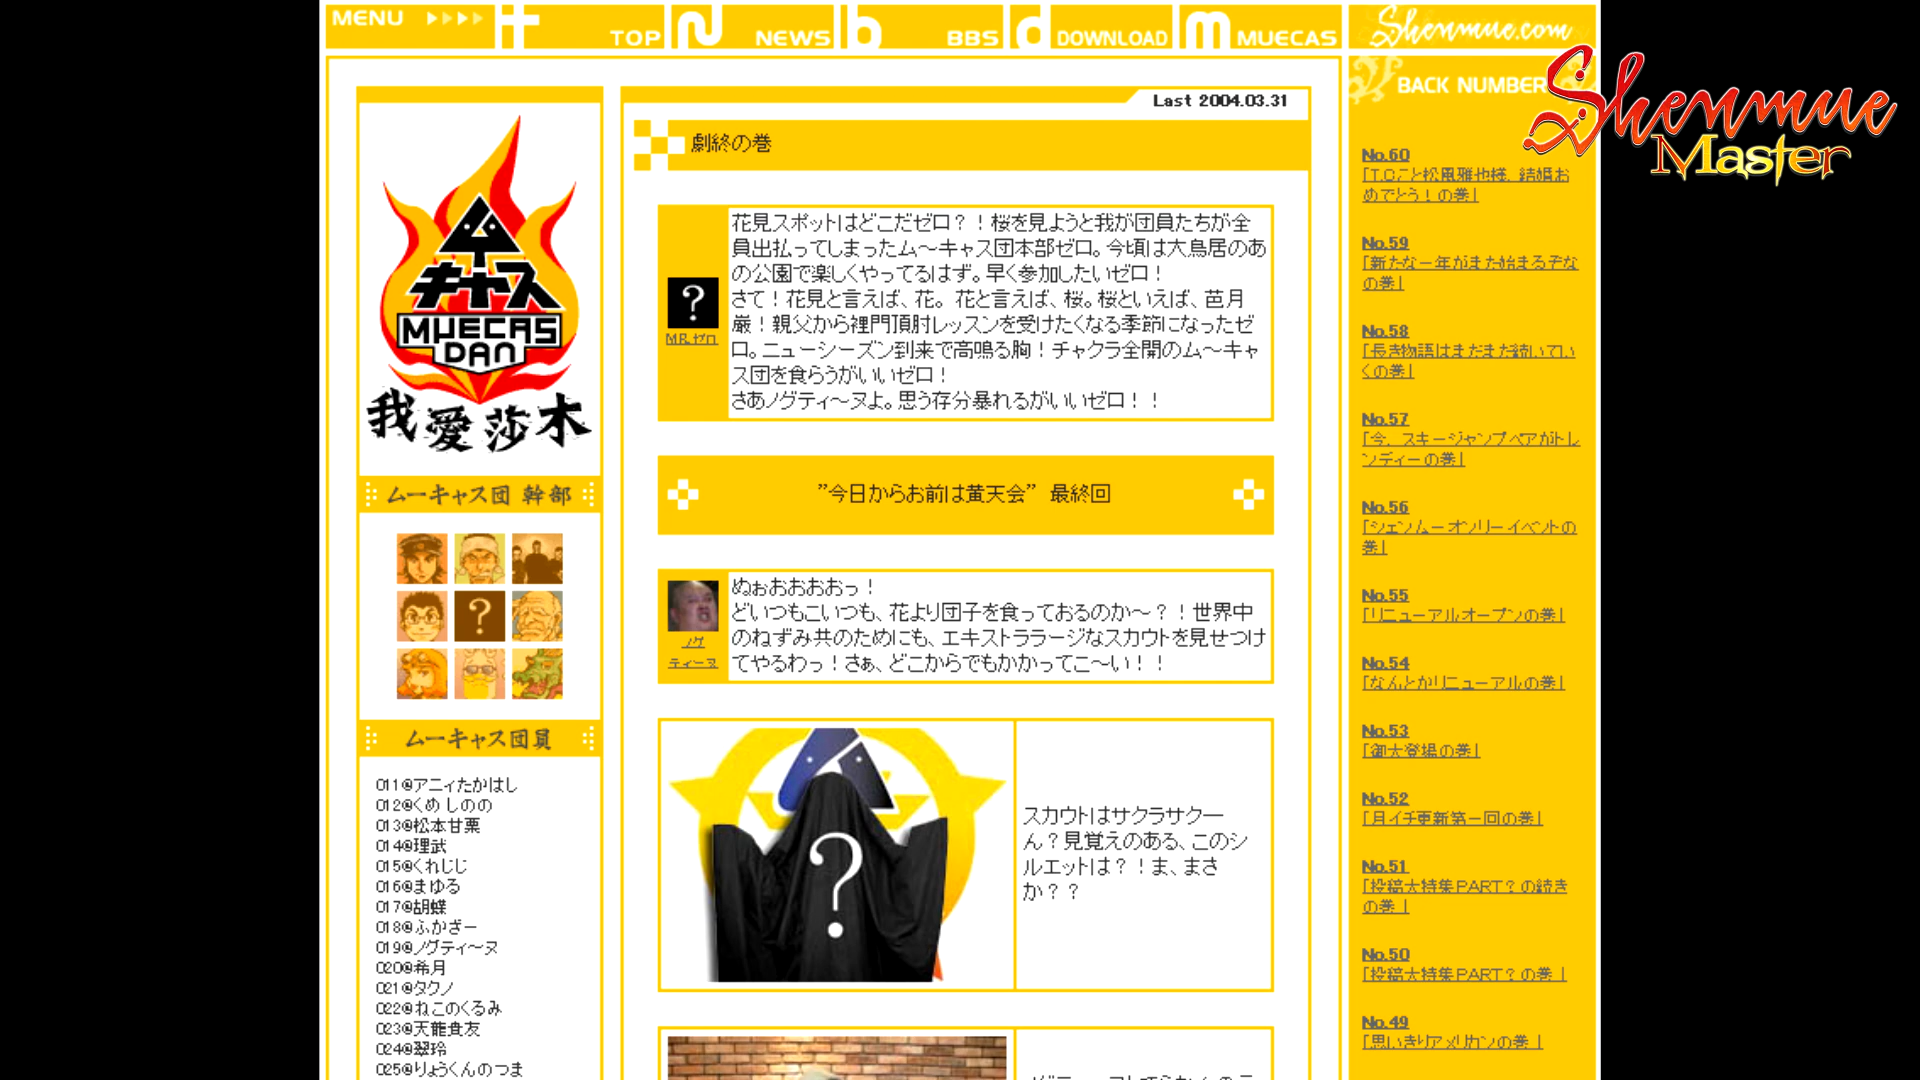 MENU
TOP
NEWS
BBS
DOWNLOAD
MUECAS
Shenmue.com
Shenmue
Master
ムーキャス
MUECAS
DAN
我愛莎木
ムーキャス団 幹部
?
ムーキャス団員
011@アニィたかはし
012@くめ しのの
013@松本甘栗
014@理武
015@くれじじ
016@まゆる
017@胡蝶
018@ふかざー
019@ノグティ～ヌ
020@希月
021@タクノ
022@ねこのくるみ
023@天龍食友
024@翠玲
025@りょうくんのつま
Last 2004.03.31
劇終の巻
?
MR.ゼロ
花見スポットはどこだゼロ？！桜を見ようと我が団員たちが全
員出払ってしまったム～キャス団本部ゼロ。今頃は大鳥居のあ
の公園で楽しくやってるはず。早く参加したいゼロ！
さて！花見と言えば、花。花と言えば、桜。桜といえば、芭月
巌！親父から裡門頂肘レッスンを受けたくなる季節になったゼ
ロ。ニューシーズン到来で高鳴る胸！チャクラ全開のム～キャ
ス団を食らうがいいゼロ！
さあノグティ～ヌよ。思う存分暴れるがいいゼロ！！
”今日からお前は黄天会” 最終回
ノグ
ティーヌ
ぬぉおおおおっ！
どいつもこいつも、花より団子を食っておるのか～？！世界中
のねずみ共のためにも、エキストララージなスカウトを見せつけ
てやるわっ！さぁ、どこからでもかかってこ～い！！
?
スカウトはサクラサクー
ん？見覚えのある、このシ
ルエットは？！ま、まさ
か？？
BACK NUMBER
No.60
「T.O.こと松風雅也様、結婚お
めでとう！の巻」
No.59
「新たな一年がまた始まるぞな
の巻」
No.58
「長き物語はまだまだ続いてい
くの巻」
No.57
「今、スキージャンプペアがトレ
ンディーの巻」
No.56
「シェンムーオンリーイベントの
巻」
No.55
「リニューアルオープンの巻」
No.54
「なんとかリニューアルの巻」
No.53
「御大登場の巻」
No.52
「月イチ更新第一回の巻」
No.51
「投稿大特集PART？の続き
の巻 」
No.50
「投稿大特集PART？の巻 」
No.49
「思いきりアメリカンの巻 」